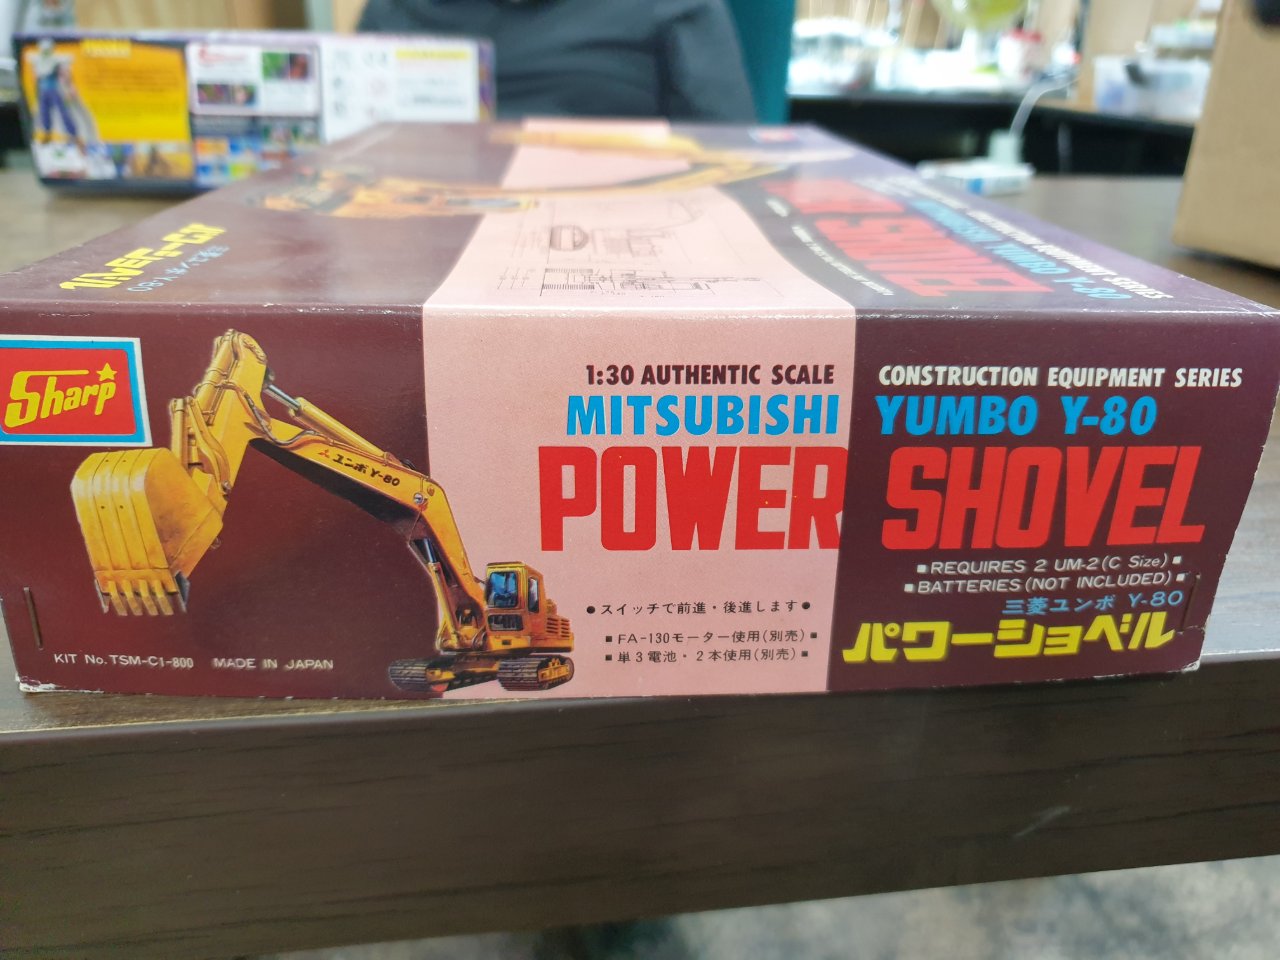 Sharp
ユンボ Y-80
KIT No. TSM-C1-800 MADE IN JAPAN
1:30 AUTHENTIC SCALE
MITSUBISHI
POWER
●スイッチで前進・後進します●
■FA-130モーター使用(別売)■
■単3電池・2本使用(別売)■
CONSTRUCTION EQUIPMENT SERIES
YUMBO Y-80
SHOVEL
■REQUIRES 2 UM-2(C Size)■
■BATTERIES(NOT INCLUDED)■
三菱ユンボ Y-80
パワーショベル